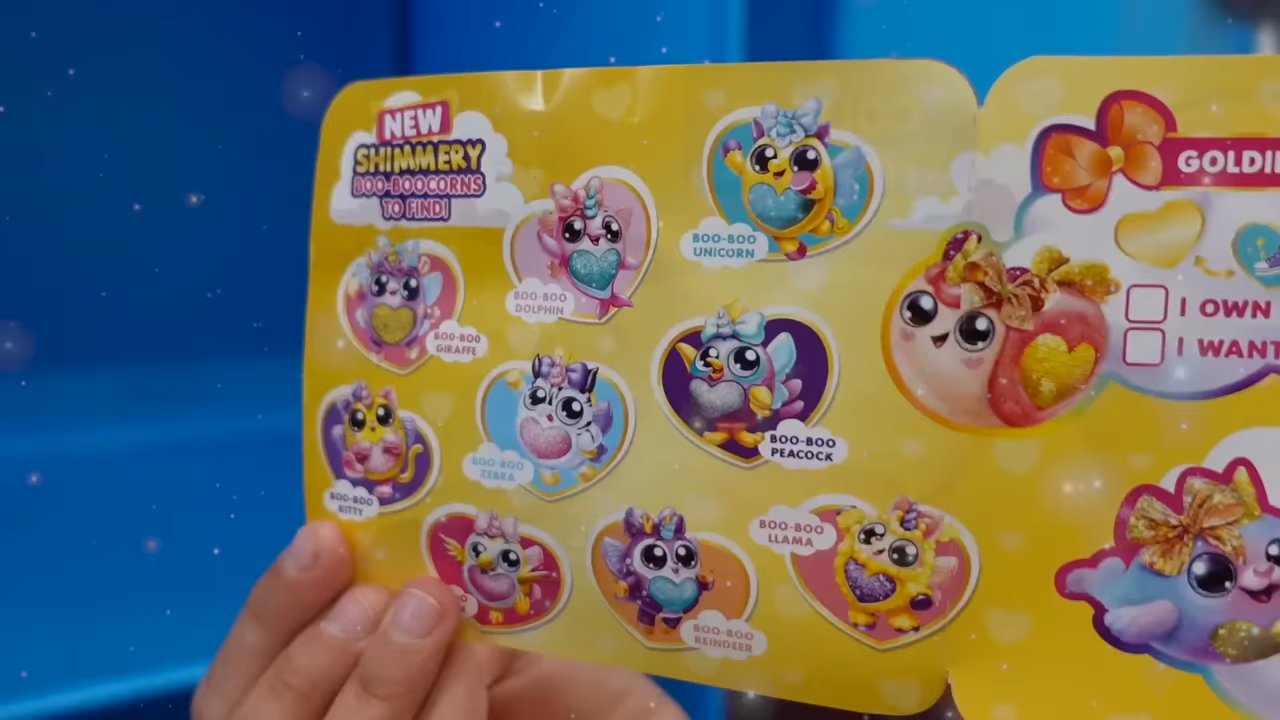 NEW
SHIMMERY
BOO-BOOCORNS
TO FIND!
BOO-BOO
UNICORN
BOO-BOO
DOLPHIN
BOO-BOO
GIRAFFE
BOO-BOO
PEACOCK
BOO-BOO
ZEBRA
BOO-BOO
KITTY
BOO-BOO
LLAMA
BOO-BOO
REINDEER
I OWN
I WANT